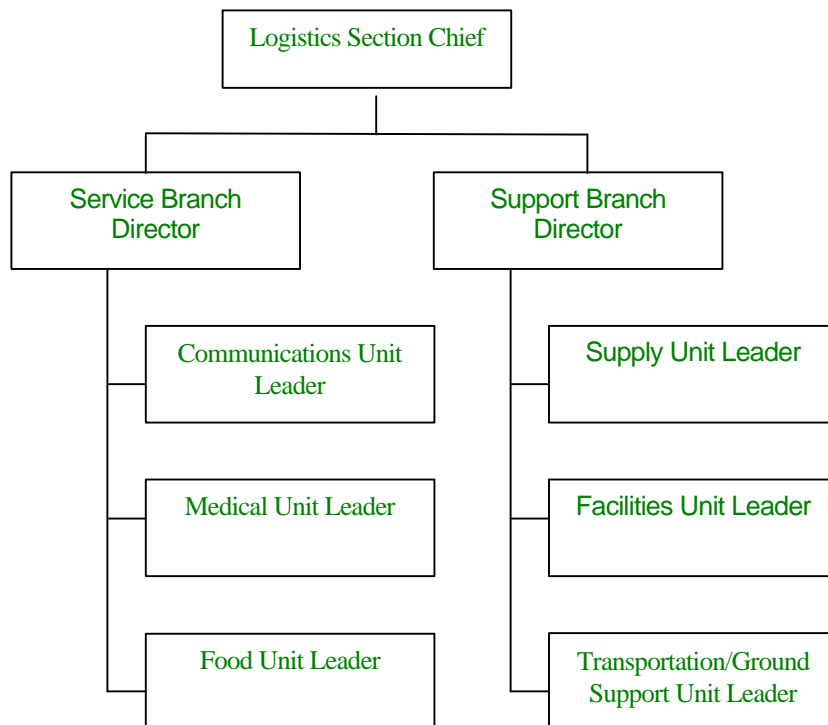 Logistics Section Chief
Service Branch
Director
Support Branch
Director
Communications Unit
Leader
Supply Unit Leader
Medical Unit Leader
Facilities Unit Leader
Food Unit Leader
Transportation/Ground
Support Unit Leader